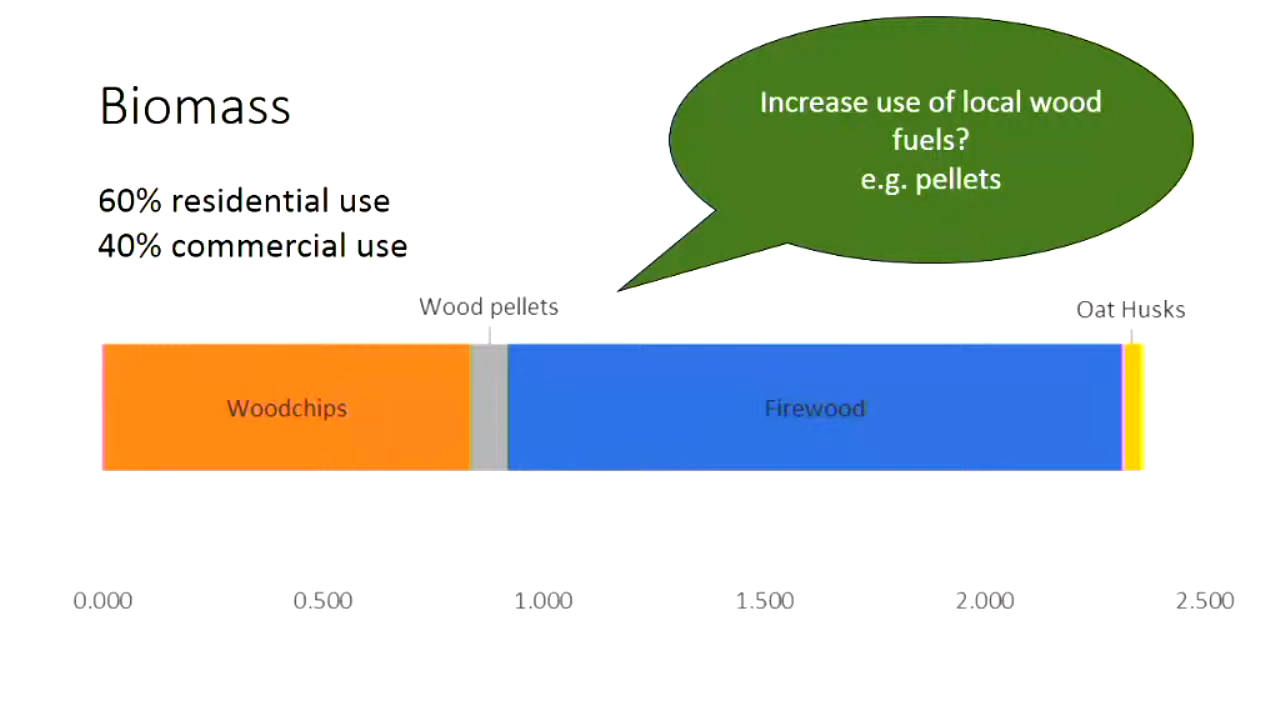 Biomass
60% residential use
40% commercial use
Increase use of local wood
fuels?
e.g. pellets
Wood pellets
Oat Husks
Woodchips
Firewood
0.000
0.500
1.000
1.500
2.000
2.500